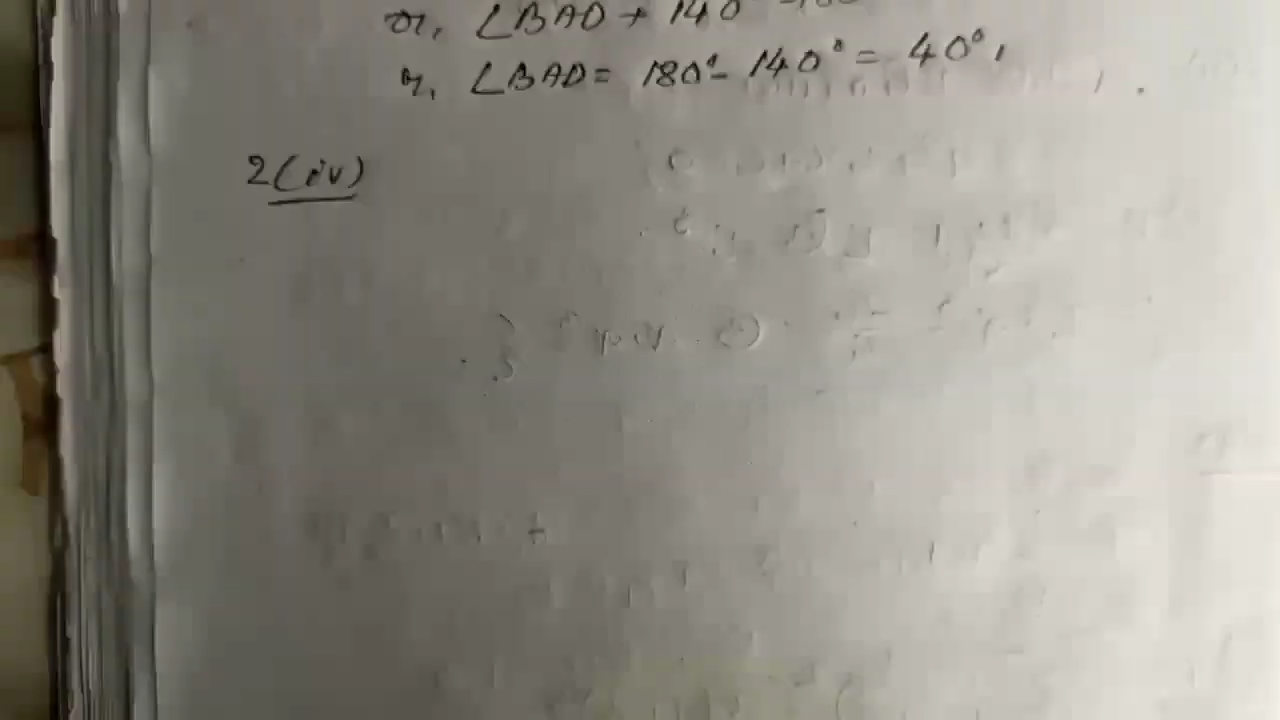 or, ∠BAD + 140°
or, ∠BAD = 180° - 140° = 40°,
2(iv)